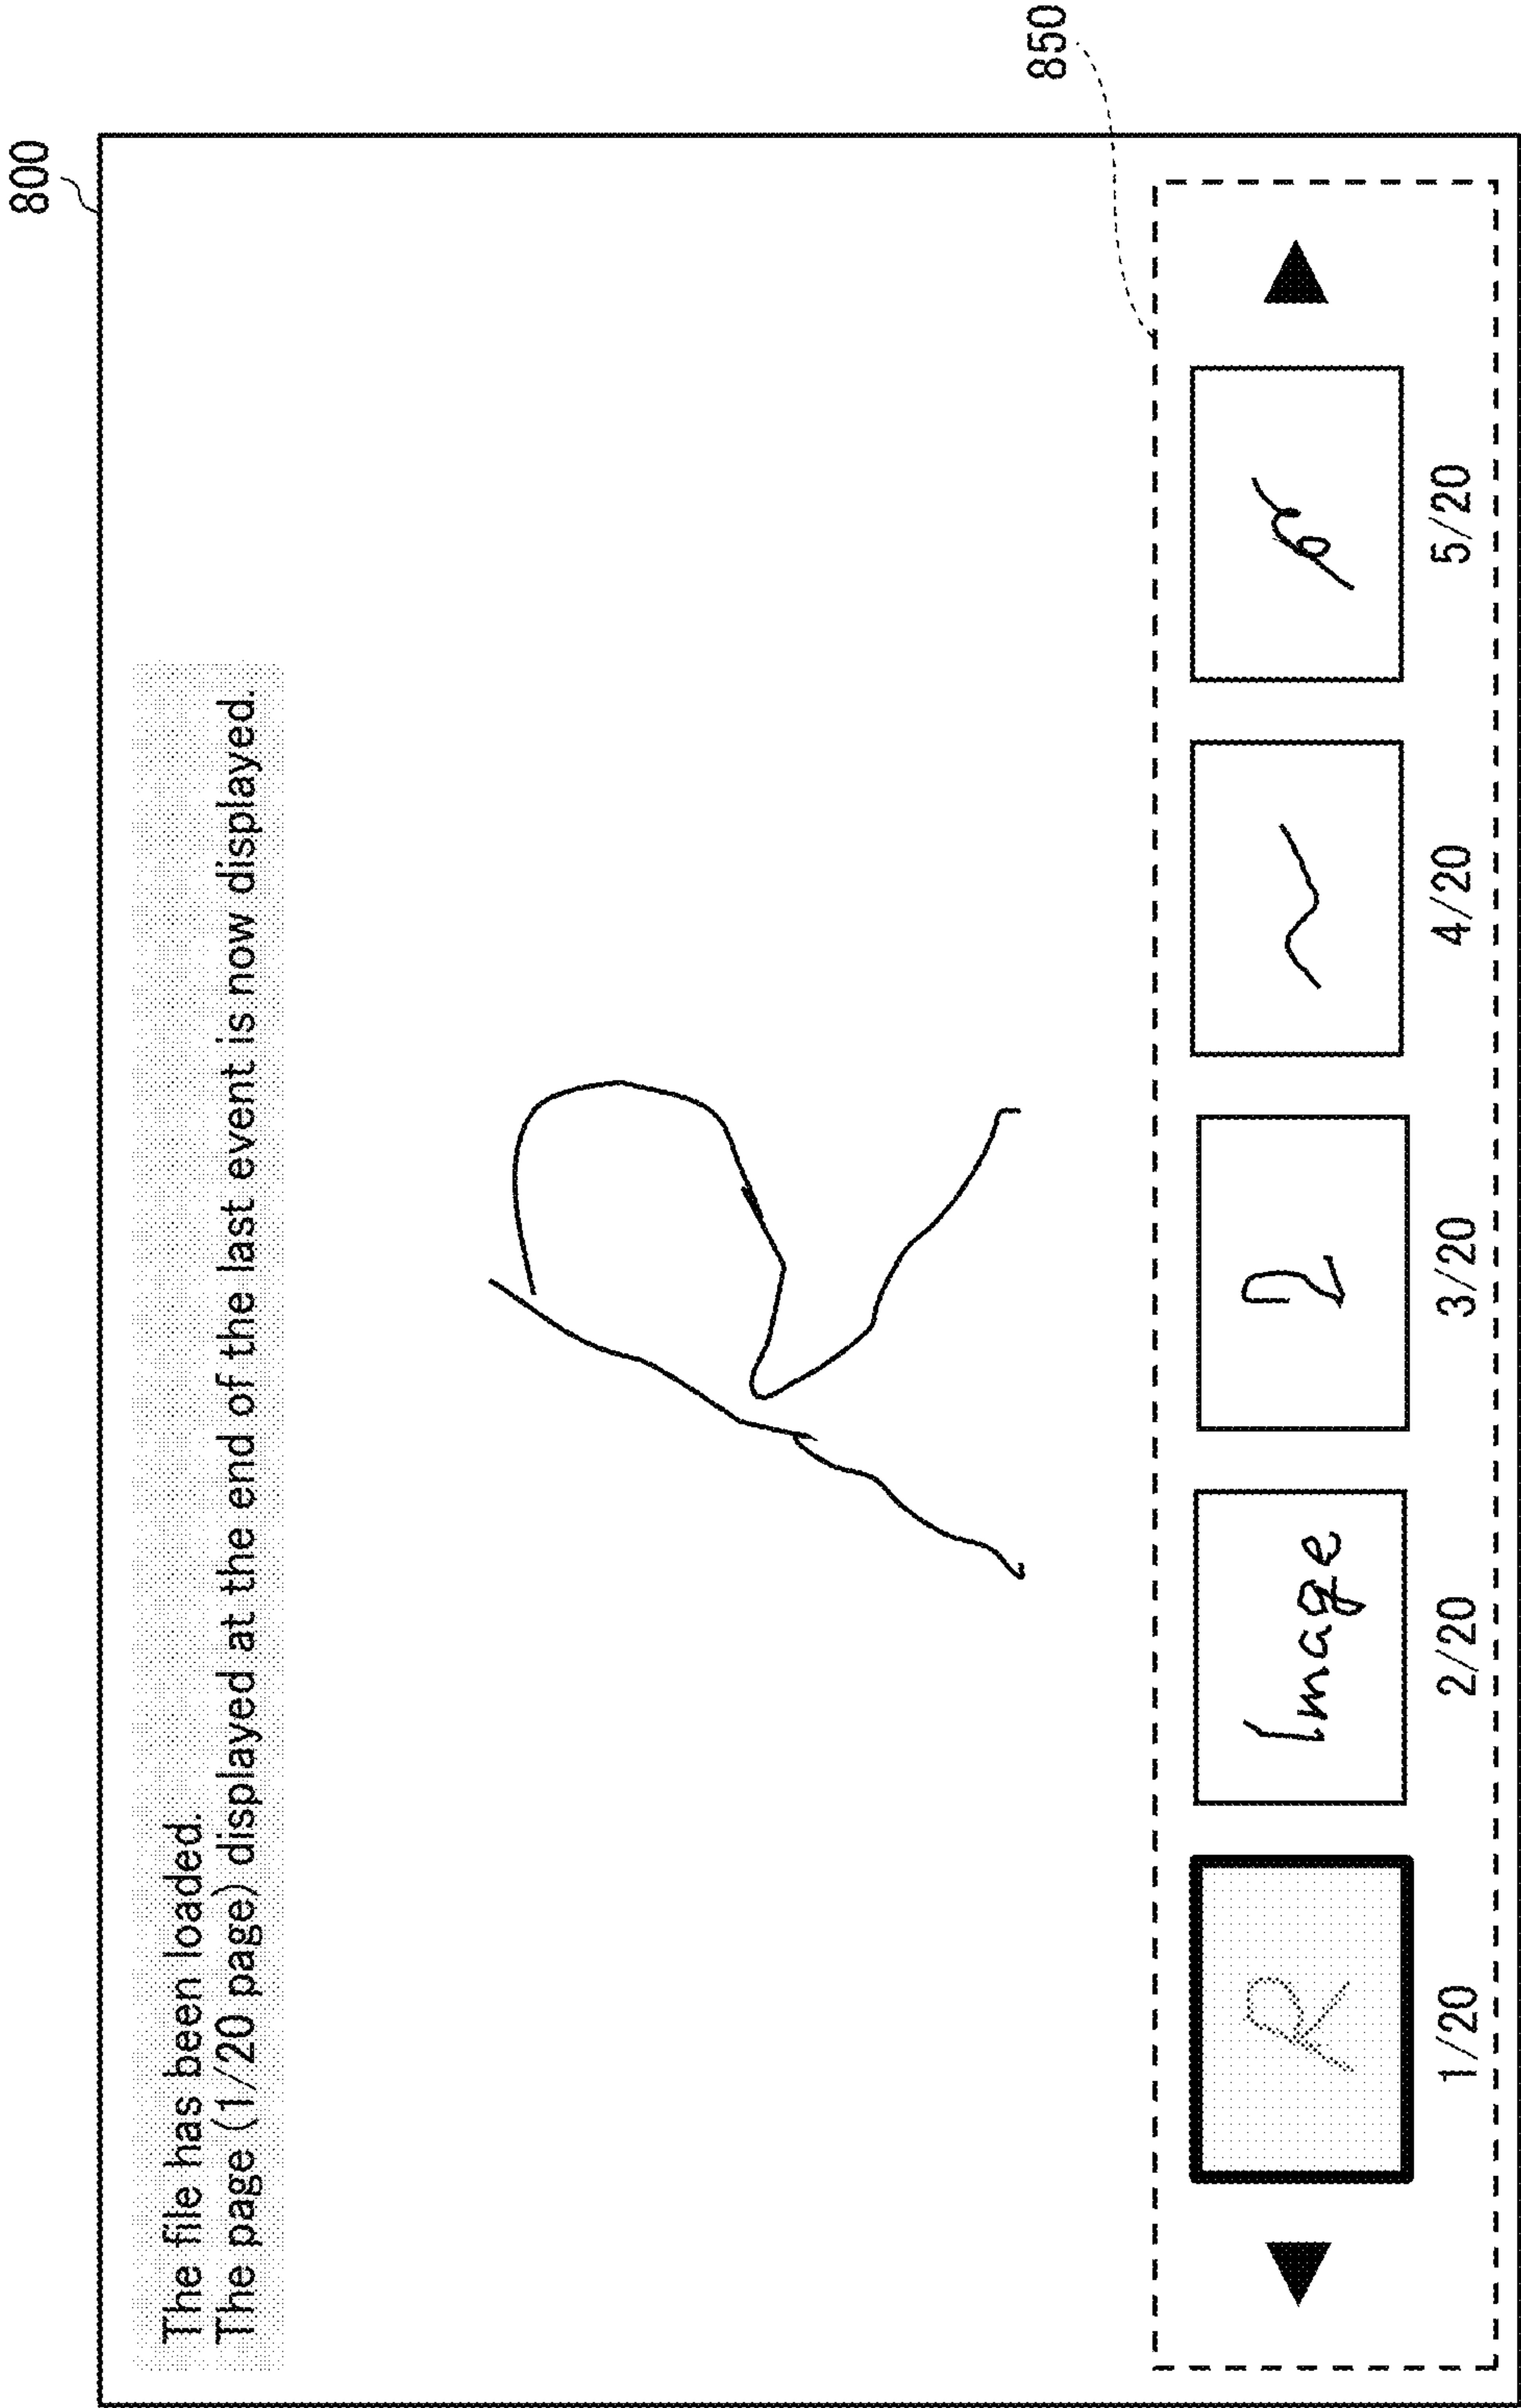 800
The file has been loaded.
The page (1/20 page) displayed at the end of the last event is now displayed.
R
850
R
Image
2
1/20
2/20
3/20
4/20
5/20